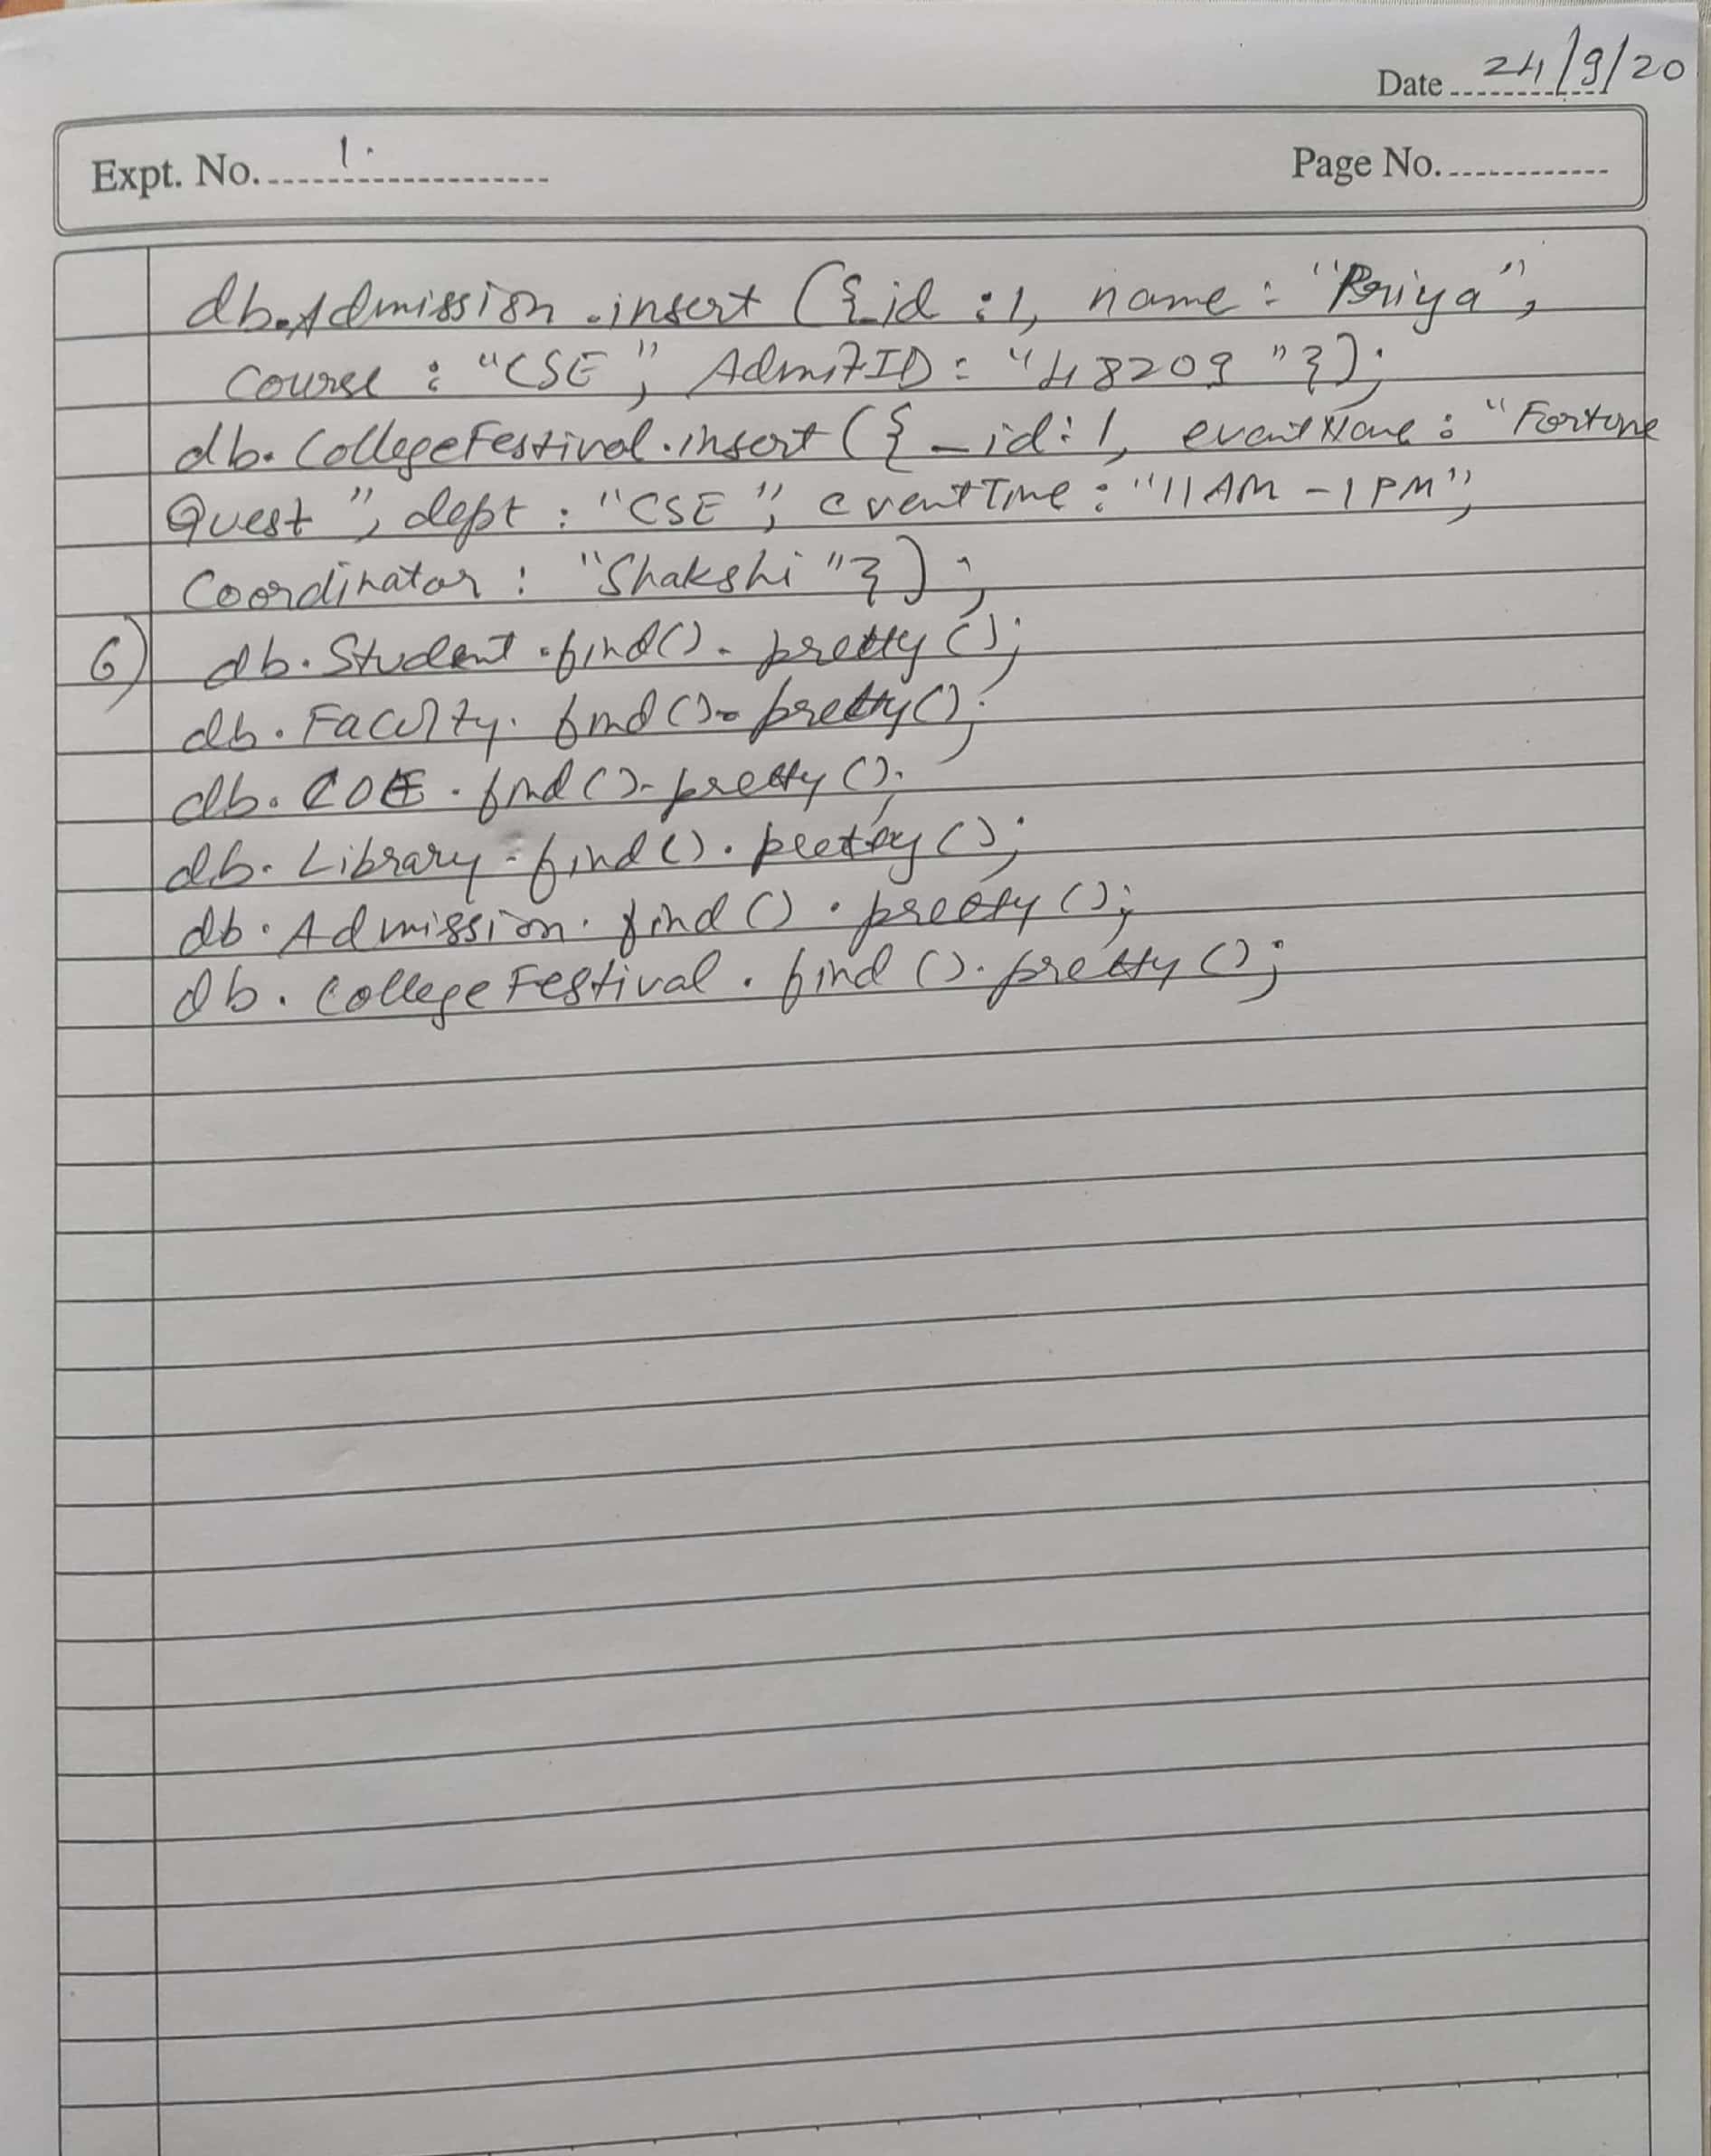 Date 24/9/20
Expt. No. 1.
Page No.
db.Admission.insert ({_id :1, name : "Priya",
Course : "CSE", AdmitID : "48209"});
db.CollegeFestival.insert ({_id:1, eventName : "Fortune
Quest", dept : "CSE", eventTime : "11AM - 1PM",
Coordinator : "Shakshi"});
6) db.Student.find().pretty();
db.Faculty.find().pretty();
db.COE.find().pretty();
db.Library.find().pretty();
db.Admission.find().pretty();
db.CollegeFestival.find().pretty();